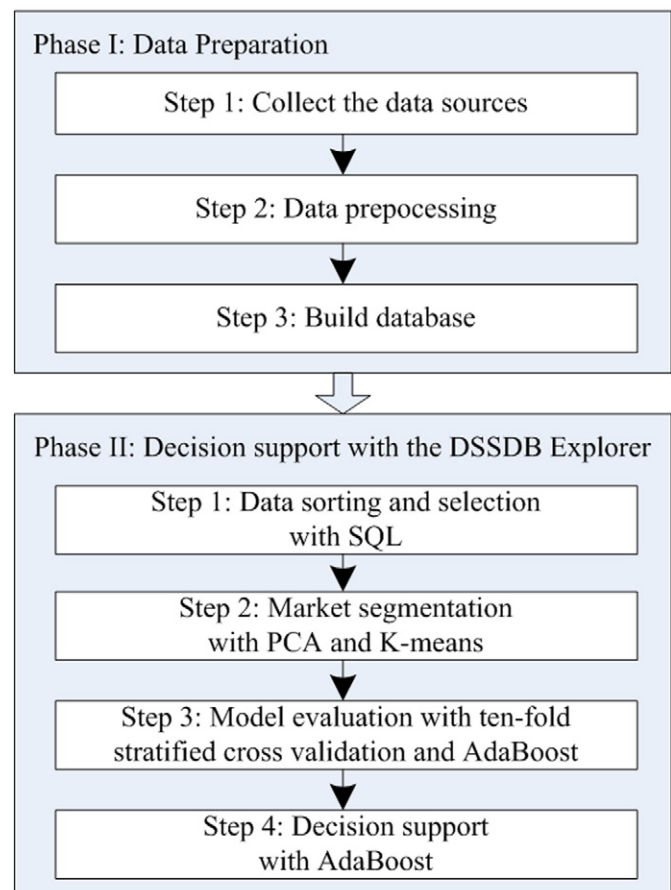 Phase I: Data Preparation
Step 1: Collect the data sources
Step 2: Data prepocessing
Step 3: Build database
Phase II: Decision support with the DSSDB Explorer
Step 1: Data sorting and selection
with SQL
Step 2: Market segmentation
with PCA and K-means
Step 3: Model evaluation with ten-fold
stratified cross validation and AdaBoost
Step 4: Decision support
with AdaBoost